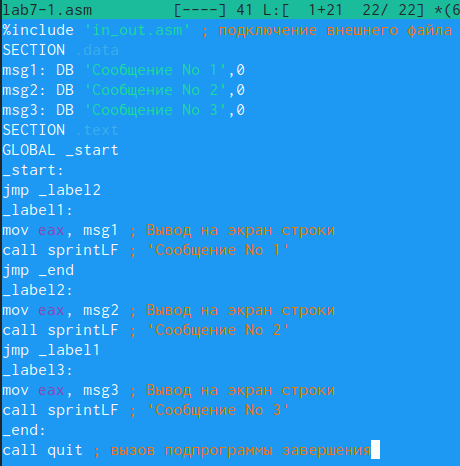 lab7-1.asm [----] 41 L:[ 1+21 22/ 22] *(6
%include 'in_out.asm' ; подключение внешнего файла
SECTION .data
msg1: DB 'Сообщение No 1',0
msg2: DB 'Сообщение No 2',0
msg3: DB 'Сообщение No 3',0
SECTION .text
GLOBAL _start
_start:
jmp _label2
_label1:
mov eax, msg1 ; Вывод на экран строки
call sprintLF ; 'Сообщение No 1'
jmp _end
_label2:
mov eax, msg2 ; Вывод на экран строки
call sprintLF ; 'Сообщение No 2'
jmp _label1
_label3:
mov eax, msg3 ; Вывод на экран строки
call sprintLF ; 'Сообщение No 3'
_end:
call quit ; вызов подпрограммы завершения